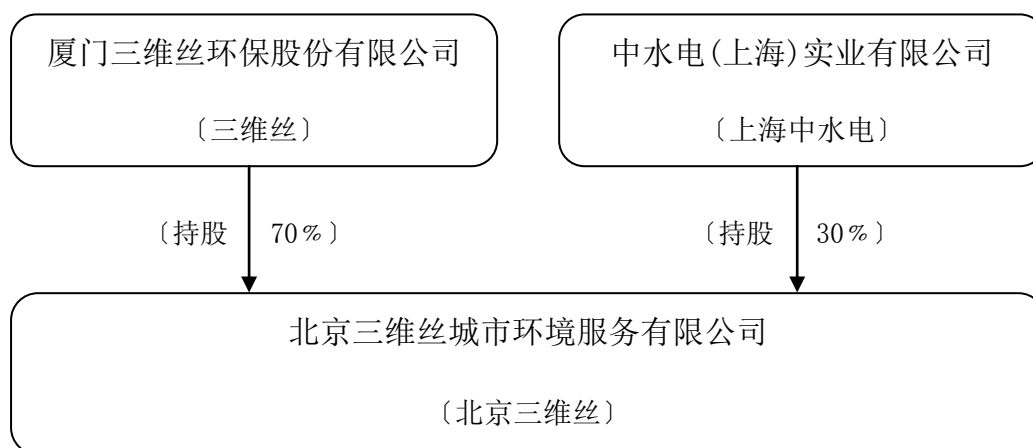 厦门三维丝环保股份有限公司
〔三维丝〕
中水电(上海)实业有限公司
〔上海中水电〕
〔持股 70%〕
〔持股 30%〕
北京三维丝城市环境服务有限公司
〔北京三维丝〕